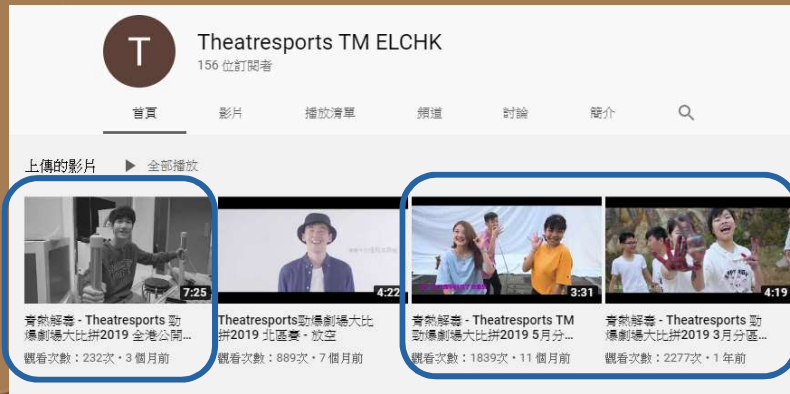 T
Theatresports TM ELCHK
156 位訂閱者
首頁 影片 播放清單 頻道 討論 簡介
上傳的影片 ▶ 全部播放
7:25 4:22 3:31 4:19
青熱解毒 - Theatresports 勁
爆劇場大比拼2019 全港公開...
觀看次數：232次・3 個月前
Theatresports勁爆劇場大比
拼2019 北區賽 - 放空
觀看次數：889次・7 個月前
青熱解毒 - Theatresports TM
勁爆劇場大比拼2019 5月分...
觀看次數：1839次・11 個月前
青熱解毒 - Theatresports 勁
爆劇場大比拼2019 3月分區...
觀看次數：2277次・1 年前